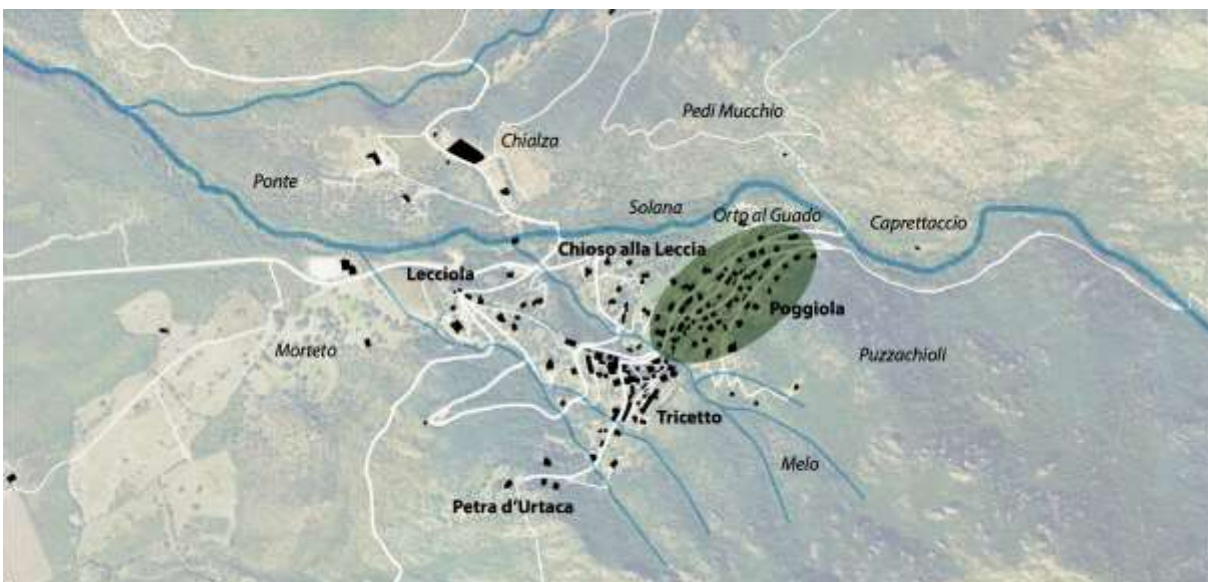 Pedi Mucchio
Chialza
Ponte
Solana
Orto al Guado
Caprettaccio
Chioso alla Leccia
Lecciola
Poggiola
Morteto
Puzzachioli
Tricetto
Melo
Petra d'Urtaca